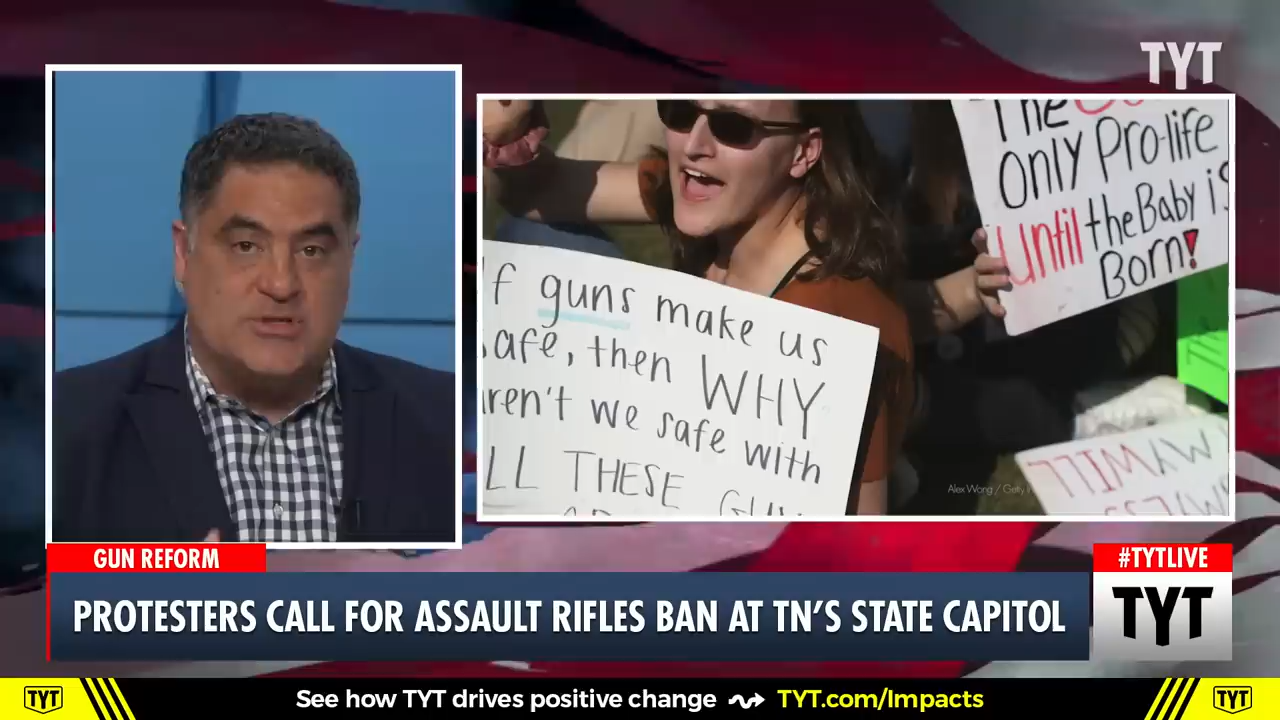 TYT
The
only Pro-life
until the Baby is
Born!
f guns make us
afe, then WHY
ren't we safe with
LL THESE
Alex Wong / Getty
GUN REFORM
PROTESTERS CALL FOR ASSAULT RIFLES BAN AT TN'S STATE CAPITOL
#TYTLIVE
TYT
TYT
See how TYT drives positive change TYT.com/Impacts
TYT